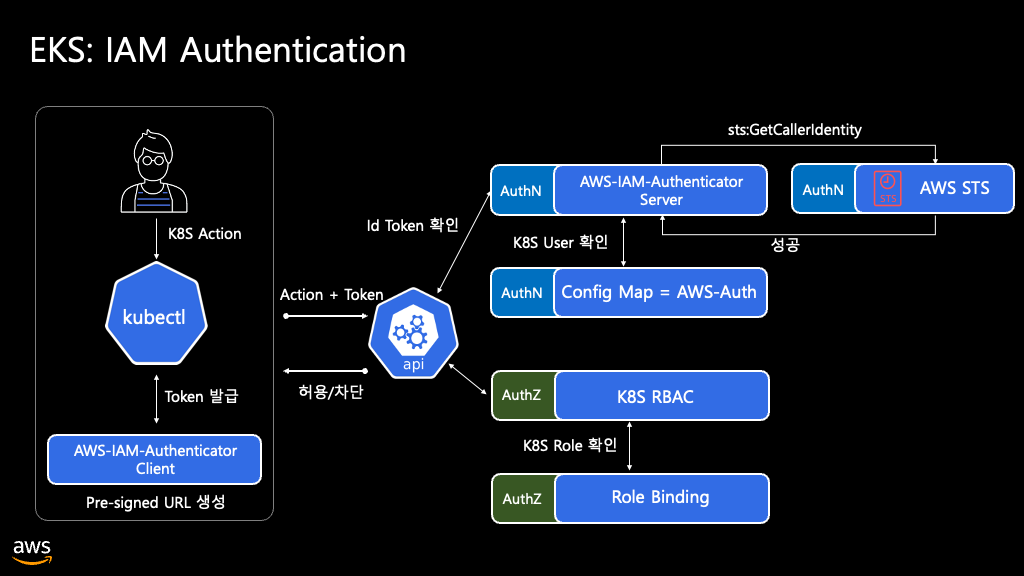 EKS: IAM Authentication
K8S Action
kubectl
Token 발급
AWS-IAM-Authenticator
Client
Pre-signed URL 생성
Action + Token
허용/차단
api
Id Token 확인
sts:GetCallerIdentity
AuthN
AWS-IAM-Authenticator
Server
AuthN
STS
AWS STS
성공
K8S User 확인
AuthN
Config Map = AWS-Auth
AuthZ
K8S RBAC
K8S Role 확인
AuthZ
Role Binding
aws